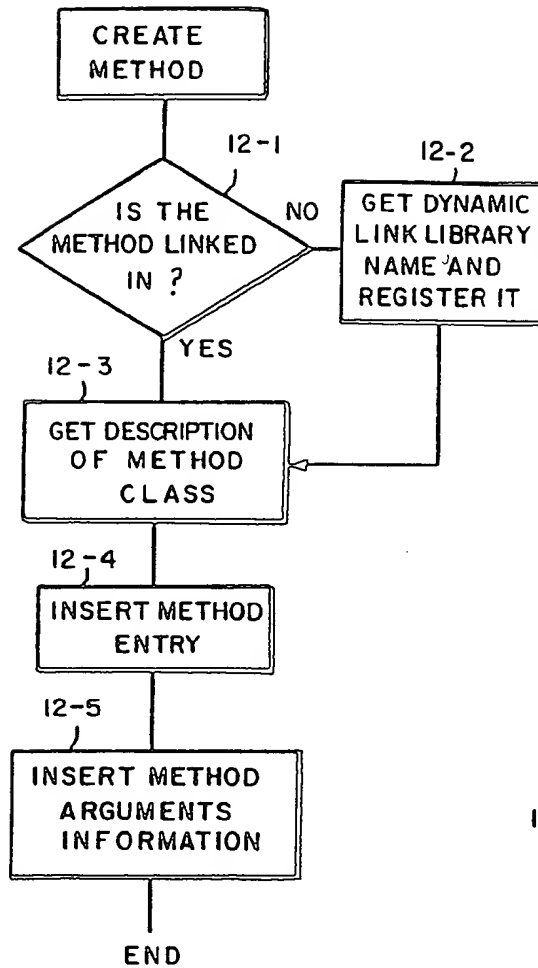 CREATE
METHOD
12-1
12-2
IS THE
METHOD LINKED
IN ?
NO
GET DYNAMIC
LINK LIBRARY
NAME AND
REGISTER IT
YES
12-3
GET DESCRIPTION
OF METHOD
CLASS
12-4
INSERT METHOD
ENTRY
12-5
INSERT METHOD
ARGUMENTS
INFORMATION
END